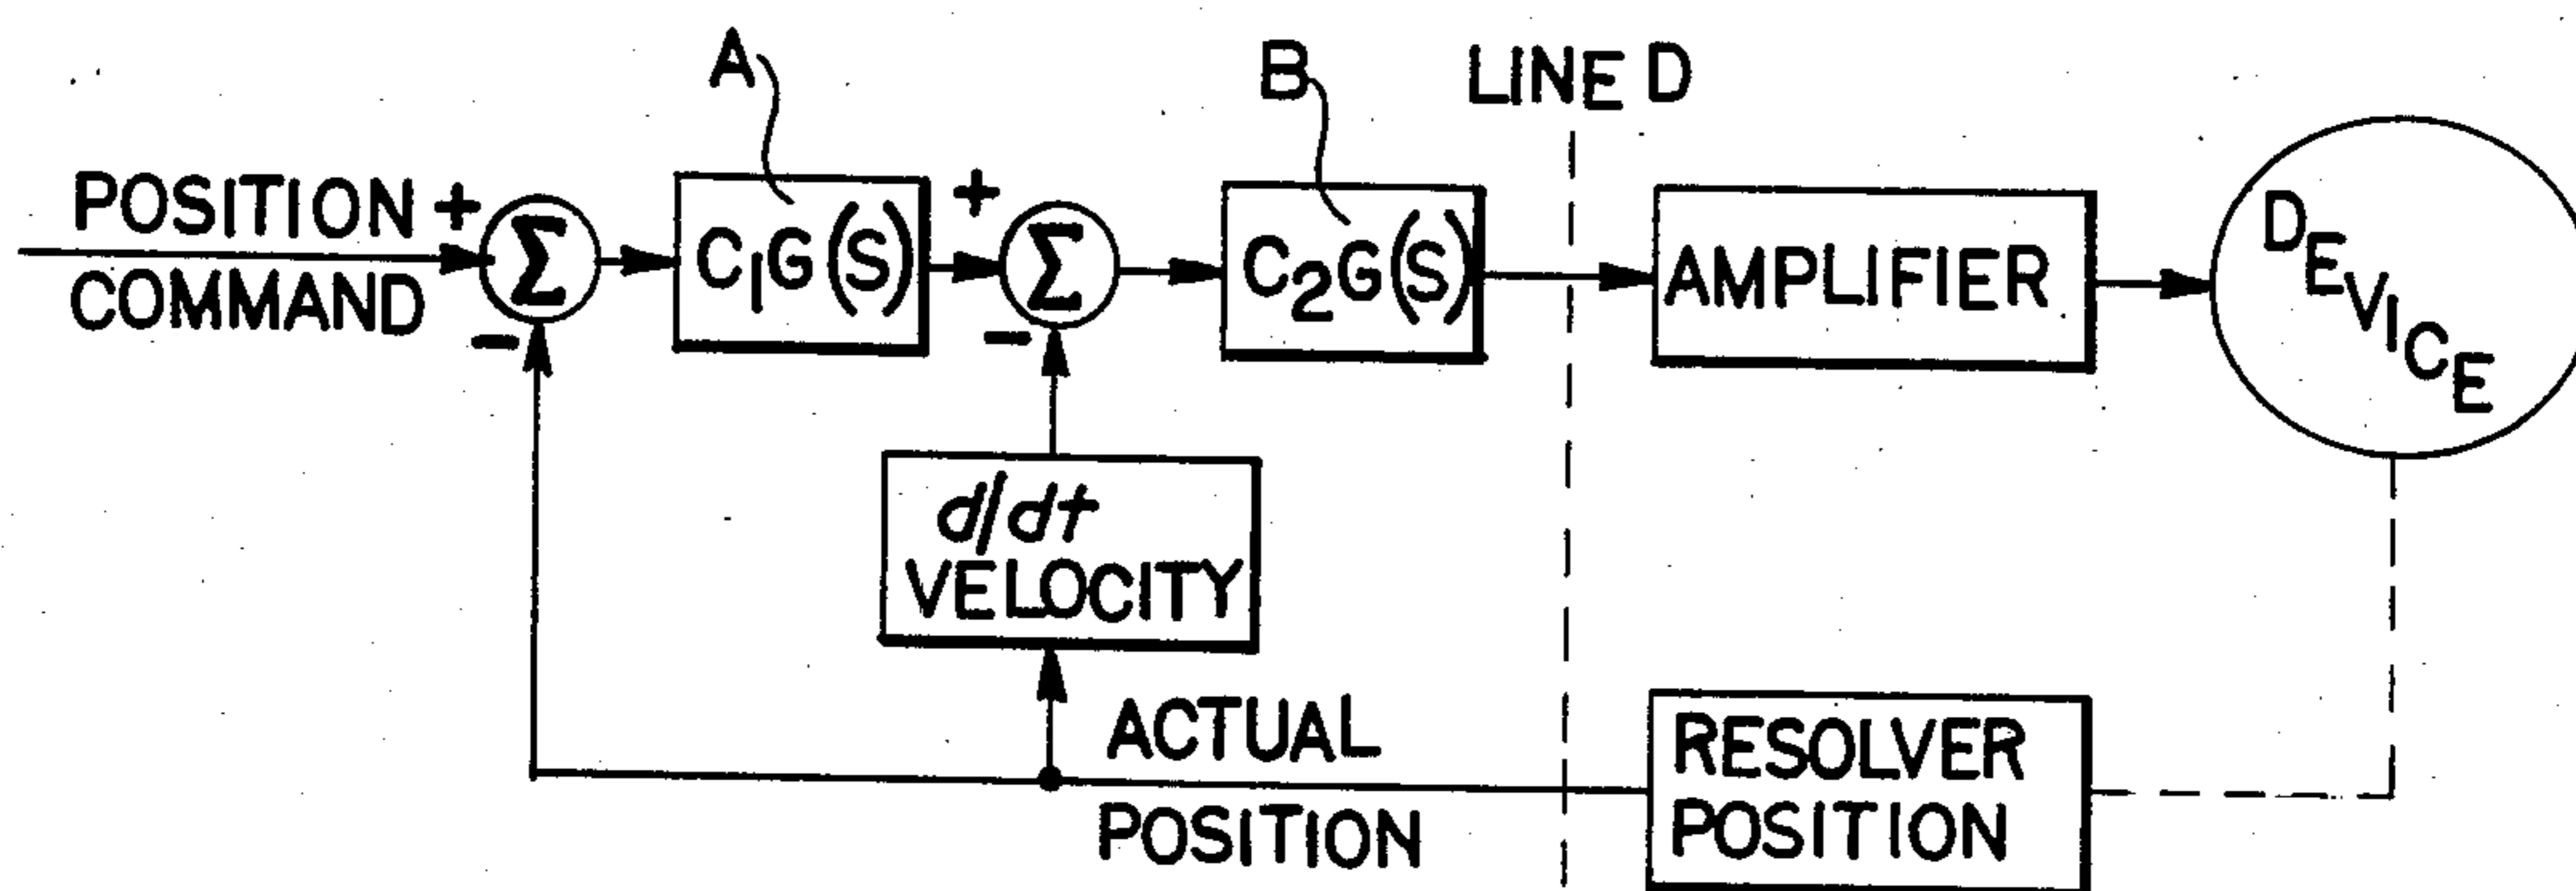 A
B
LINE D
POSITION +
COMMAND
-
Σ
C₁G(S)
+
-
Σ
C₂G(S)
AMPLIFIER
DEVICE
d/dt
VELOCITY
ACTUAL
POSITION
RESOLVER
POSITION